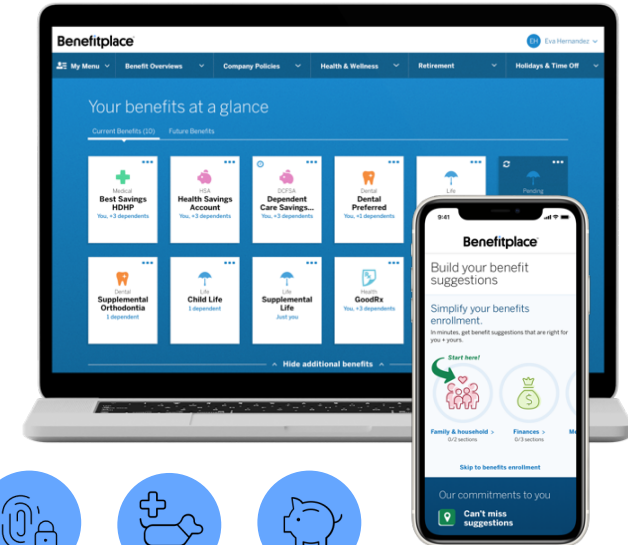 Benefitplace
EH Eva Hernandez
My Menu Benefit Overviews Company Policies Health & Wellness Retirement Holidays & Time Off
Your benefits at a glance
Current Benefits (10) Future Benefits
Medical
Best Savings
HDHP
You, +3 dependents
HSA
Health Savings
Account
You, +3 dependents
DCFSA
Dependent
Care Savings...
You, +3 dependents
Dental
Dental
Preferred
You, +1 dependents
Life
Pending
Dental
Supplemental
Orthodontia
1 dependent
Life
Child Life
1 dependent
Life
Supplemental
Life
Just you
Health
GoodRx
You, +3 dependents
Hide additional benefits
9:41
Benefitplace
Build your benefit
suggestions
Simplify your benefits
enrollment.
In minutes, get benefit suggestions that are right for
you + yours.
Start here!
Family & household >
0/2 sections
Finances >
0/3 sections
Skip to benefits enrollment
Our commitments to you
Can't miss
suggestions